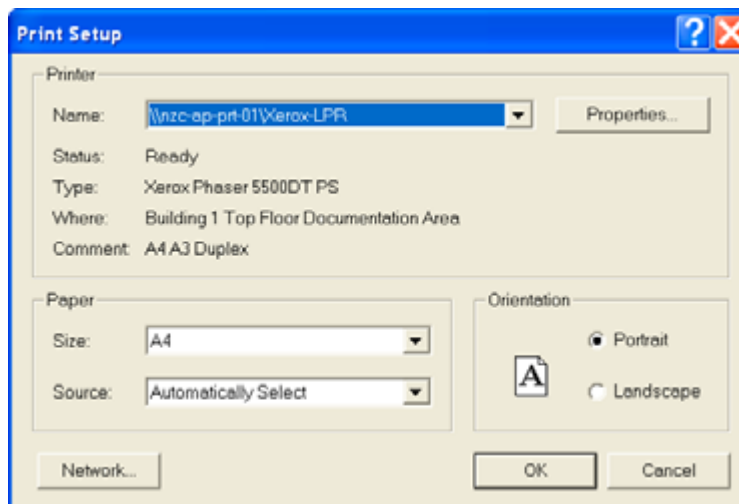 Print Setup
?
Printer
Name: \\nzc-ap-prt-01\Xerox-LPR Properties...
Status: Ready
Type: Xerox Phaser 5500DT PS
Where: Building 1 Top Floor Documentation Area
Comment: A4 A3 Duplex
Paper
Size: A4
Source: Automatically Select
Orientation
A
Portrait
Landscape
Network...
OK
Cancel